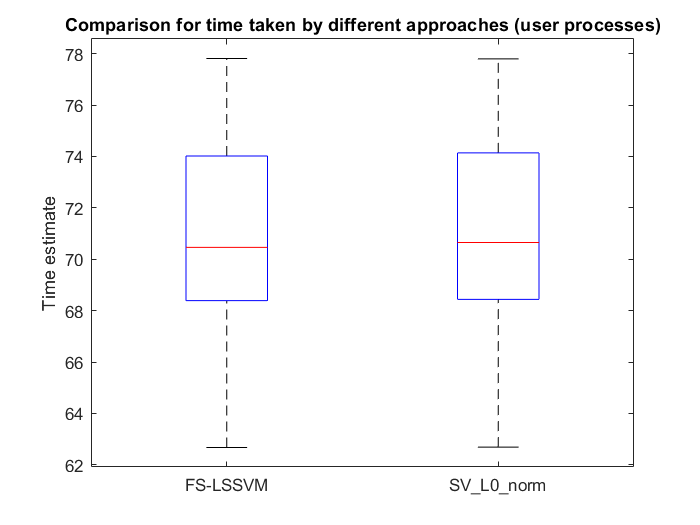 Comparison for time taken by different approaches (user processes)
78
76
74
72
70
68
66
64
62
Time estimate
FS-LSSVM
SV_L0_norm